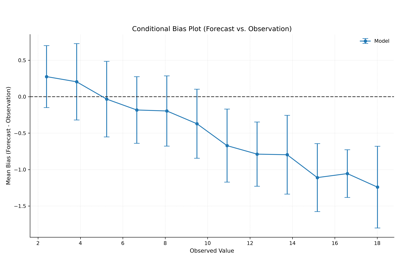 Conditional Bias Plot (Forecast vs. Observation)
Model
0.5
0.0
−0.5
−1.0
−1.5
Mean Bias (Forecast - Observation)
2 4 6 8 10 12 14 16 18
Observed Value